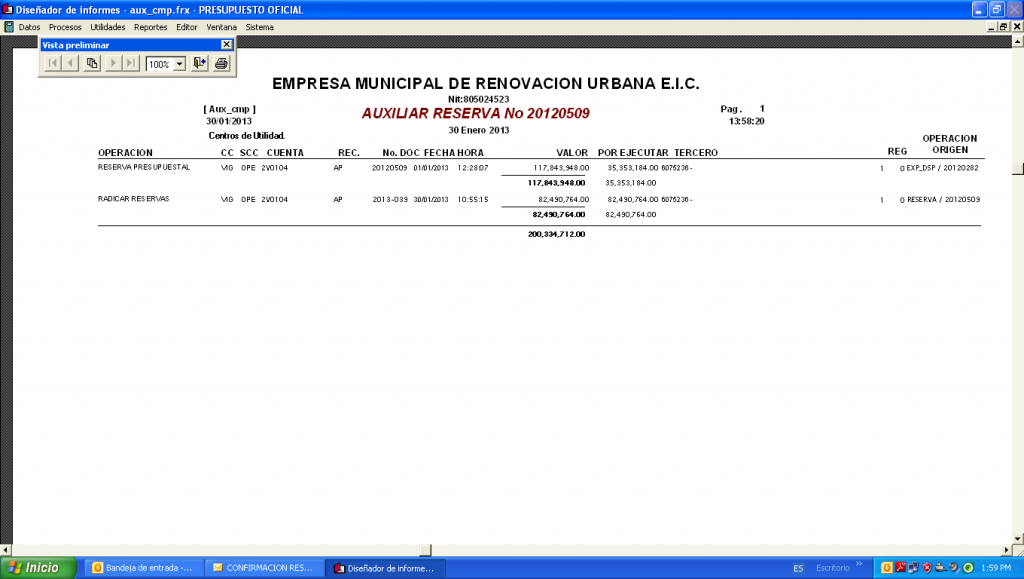 Diseñador de informes - aux_cmp.frx - PRESUPUESTO OFICIAL
Datos Procesos Utilidades Reportes Editor Ventana Sistema
Vista preliminar
100%
EMPRESA MUNICIPAL DE RENOVACION URBANA E.I.C.
Nit:805024523
[ Aux_cmp ] AUXILIAR RESERVA No 20120509 Pag. 1
30/01/2013 13:58:20
30 Enero 2013
Centros de Utilidad.
OPERACION CC SCC CUENTA REC. No. DOC FECHA HORA VALOR POR EJECUTAR TERCERO REG OPERACION ORIGEN
RESERVA PRESUPUESTAL VIG OPE 2V0104 AP 20120509 01/01/2013 12:28:07 117,843,948.00 35,353,184.00 6075236 - 1 0 EXP_DSP / 20120282
117,843,948.00 35,353,184.00
RADICAR RESERVAS VIG OPE 2V0104 AP 2013-039 30/01/2013 10:55:15 82,490,764.00 82,490,764.00 6075236 - 1 0 RESERVA / 20120509
82,490,764.00 82,490,764.00
200,334,712.00
Inicio Bandeja de entrada -... CONFIRMACION RES... Diseñador de informe... ES Escritorio » 1:59 PM